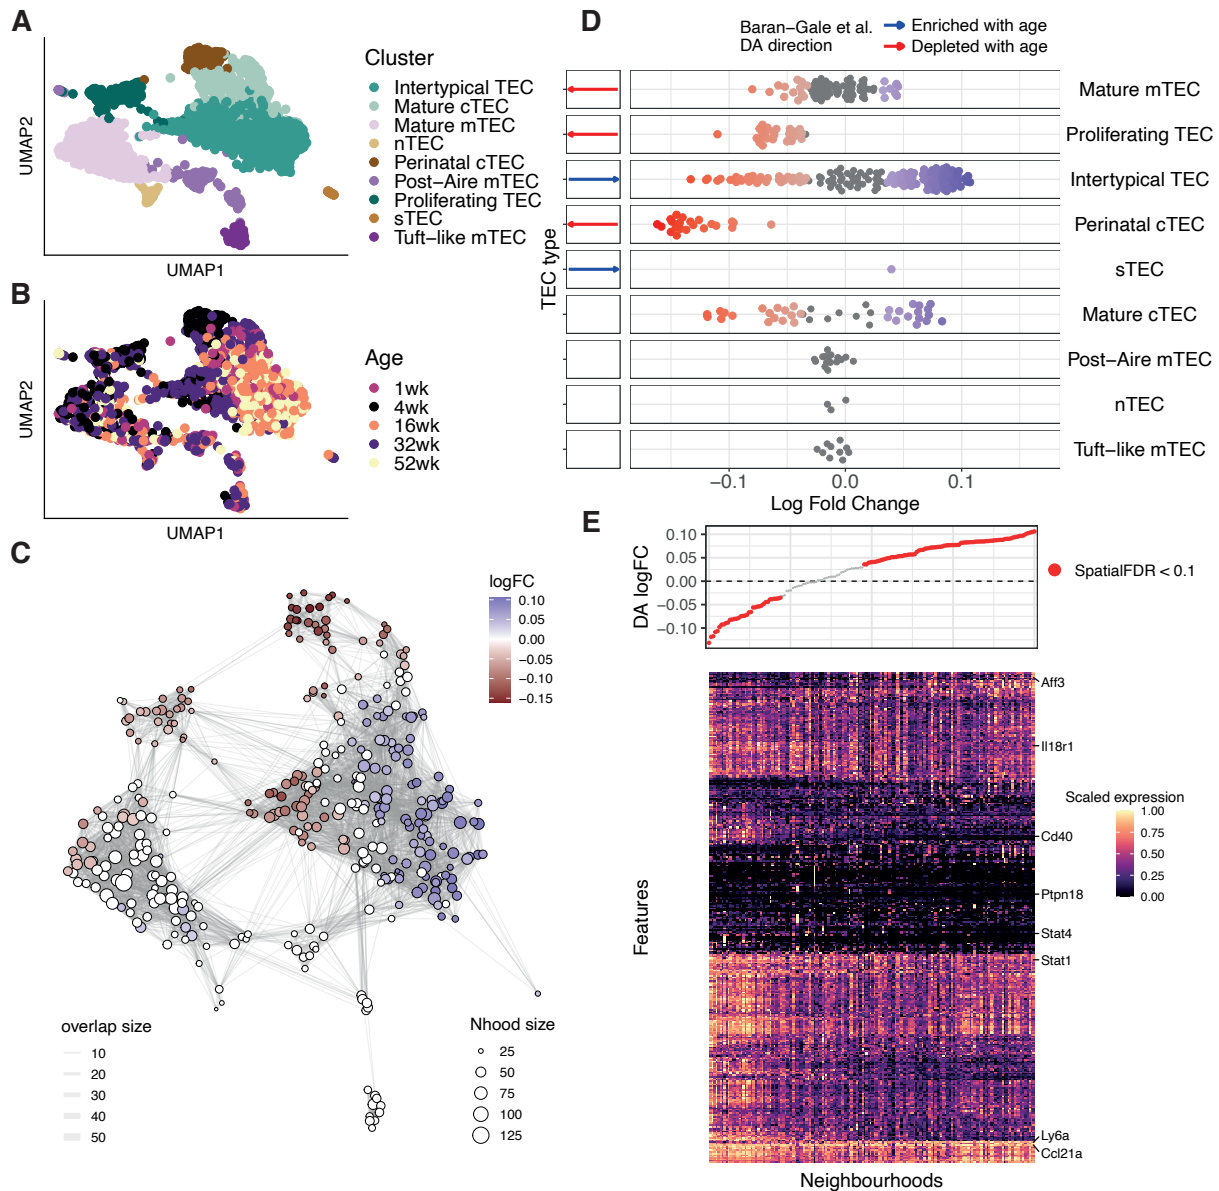 A
UMAP2
UMAP1
Cluster
Intertypical TEC
Mature cTEC
Mature mTEC
nTEC
Perinatal cTEC
Post−Aire mTEC
Proliferating TEC
sTEC
Tuft−like mTEC
B
UMAP2
UMAP1
Age
1wk
4wk
16wk
32wk
52wk
C
logFC
0.10
0.05
0.00
−0.05
−0.10
−0.15
overlap size
10
20
30
40
50
Nhood size
25
50
75
100
125
D
Baran−Gale et al.
DA direction
Enriched with age
Depleted with age
TEC type
Mature mTEC
Proliferating TEC
Intertypical TEC
Perinatal cTEC
sTEC
Mature cTEC
Post−Aire mTEC
nTEC
Tuft−like mTEC
−0.1
0.0
0.1
Log Fold Change
E
DA logFC
0.10
0.05
0.00
−0.05
−0.10
SpatialFDR < 0.1
Features
Aff3
Il18r1
Cd40
Ptpn18
Stat4
Stat1
Ly6a
Ccl21a
Scaled expression
1.00
0.75
0.50
0.25
0.00
Neighbourhoods